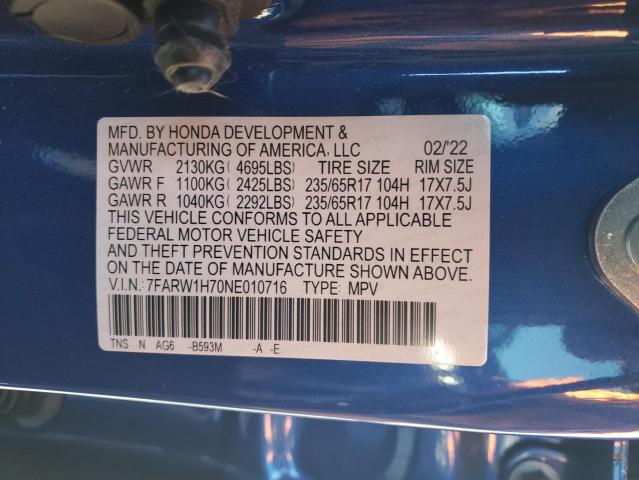 MFD. BY HONDA DEVELOPMENT &
MANUFACTURING OF AMERICA, LLC 02/'22
GVWR 2130KG( 4695LBS) TIRE SIZE RIM SIZE
GAWR F 1100KG( 2425LBS) 235/65R17 104H 17X7.5J
GAWR R 1040KG( 2292LBS) 235/65R17 104H 17X7.5J
THIS VEHICLE CONFORMS TO ALL APPLICABLE
FEDERAL MOTOR VEHICLE SAFETY
AND THEFT PREVENTION STANDARDS IN EFFECT
ON THE DATE OF MANUFACTURE SHOWN ABOVE.
V.I.N.:7FARW1H70NE010716 TYPE: MPV
TNS N AG6 -B593M -A -E